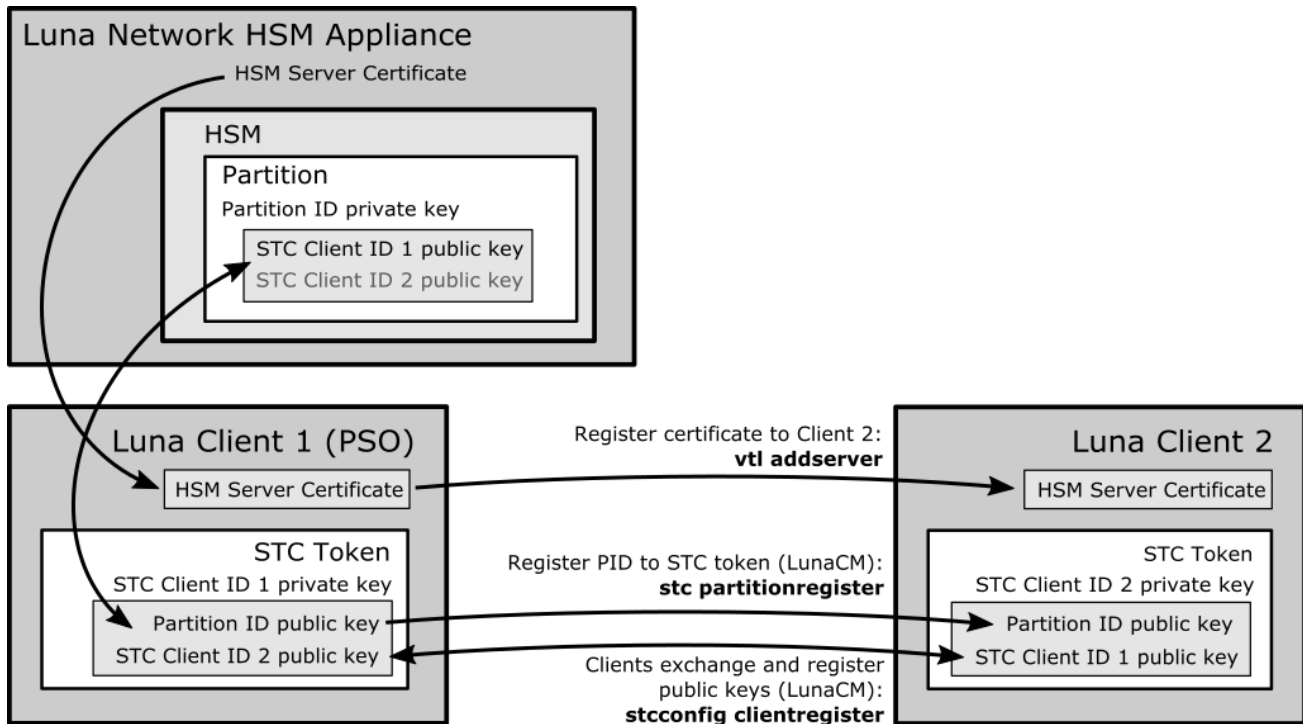 Luna Network HSM Appliance
HSM Server Certificate
HSM
Partition
Partition ID private key
STC Client ID 1 public key
STC Client ID 2 public key
Luna Client 1 (PSO)
HSM Server Certificate
STC Token
STC Client ID 1 private key
Partition ID public key
STC Client ID 2 public key
Register certificate to Client 2:
vtl addserver
Register PID to STC token (LunaCM):
stc partitionregister
Clients exchange and register
public keys (LunaCM):
stcconfig clientregister
Luna Client 2
HSM Server Certificate
STC Token
STC Client ID 2 private key
Partition ID public key
STC Client ID 1 public key